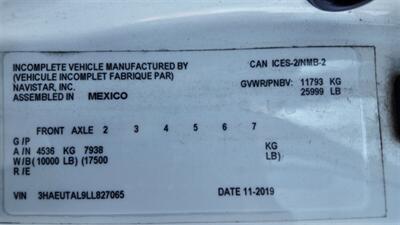 INCOMPLETE VEHICLE MANUFACTURED BY
(VEHICULE INCOMPLET FABRIQUE PAR)
NAVISTAR, INC.
ASSEMBLED IN MEXICO
CAN ICES-2/NMB-2
GVWR/PNBV: 11793 KG
25999 LB
FRONT AXLE 2 3 4 5 6 7
G/P
A/N 4536 KG 7938 KG
W/B (10000 LB) (17500 LB)
R/E
VIN 3HAEUTAL9LL827065 DATE 11-2019